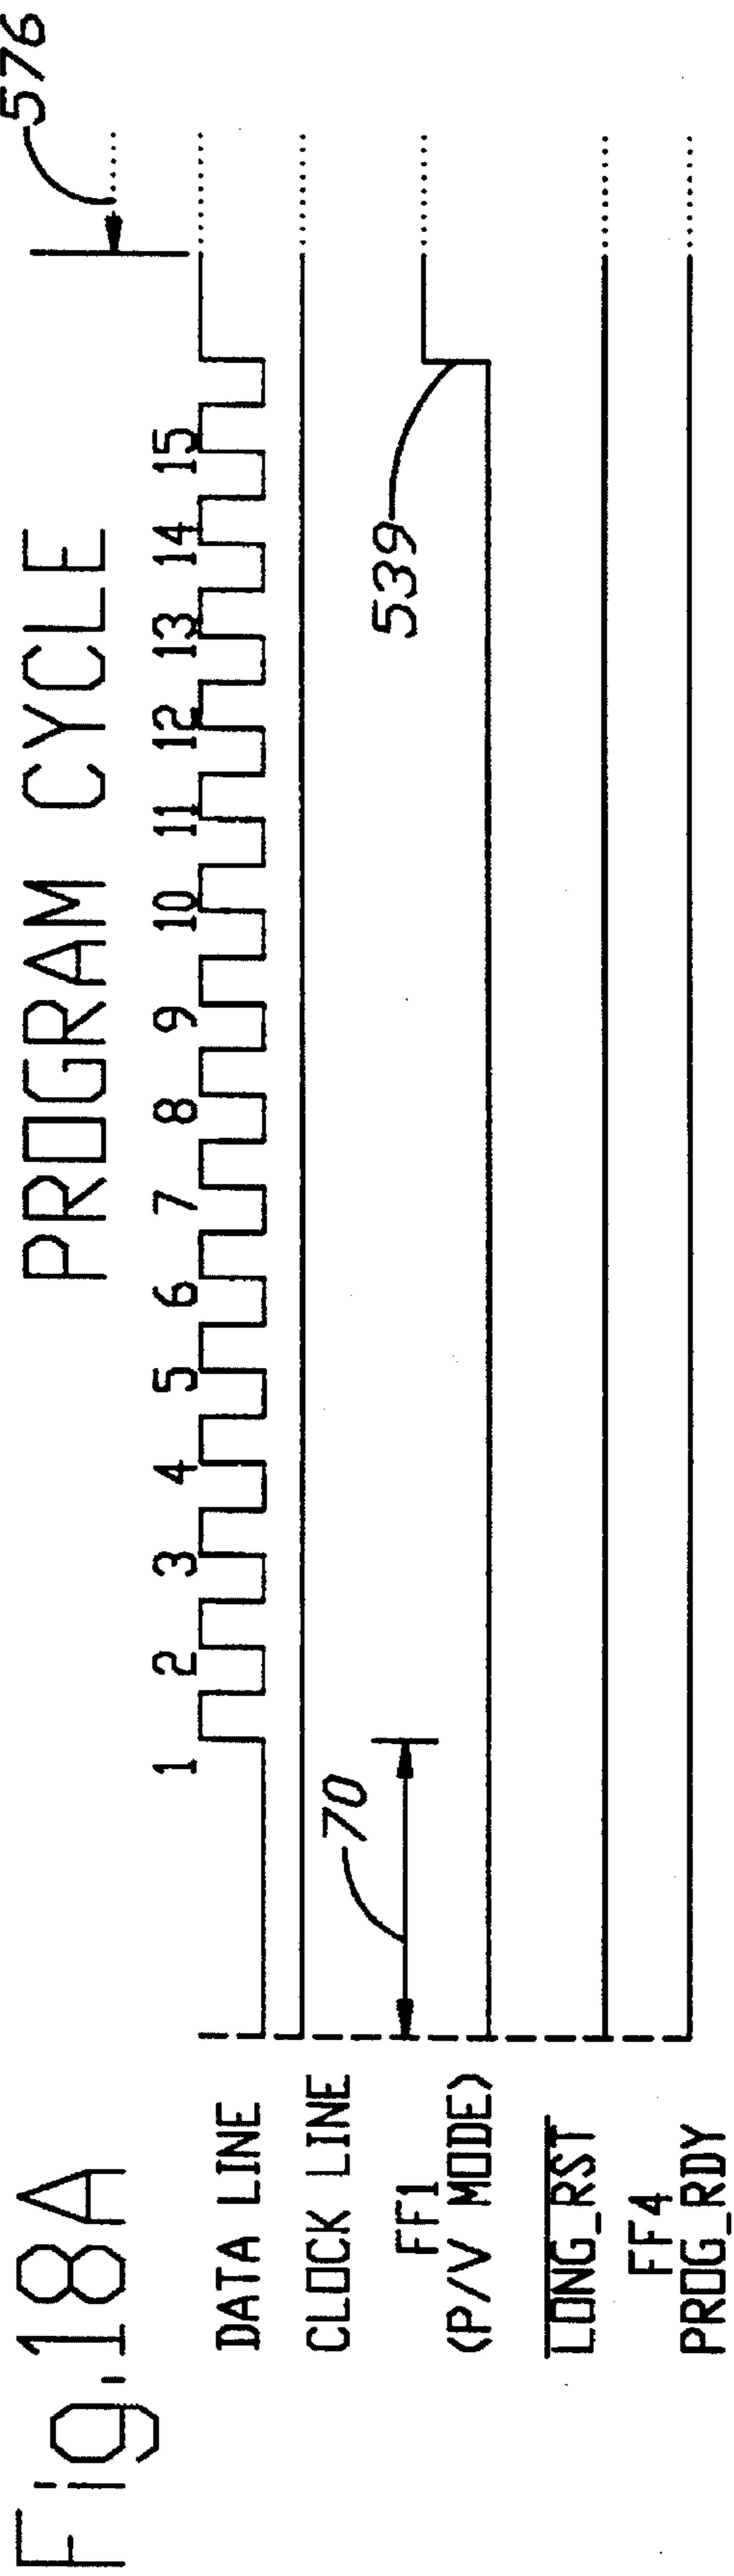 Fig.18A
PROGRAM CYCLE
576
1 2 3 4 5 6 7 8 9 10 11 12 13 14 15
DATA LINE
CLOCK LINE
70
539
FF1
(P/V MODE)
LONG_RST
FF4
PROG_RDY